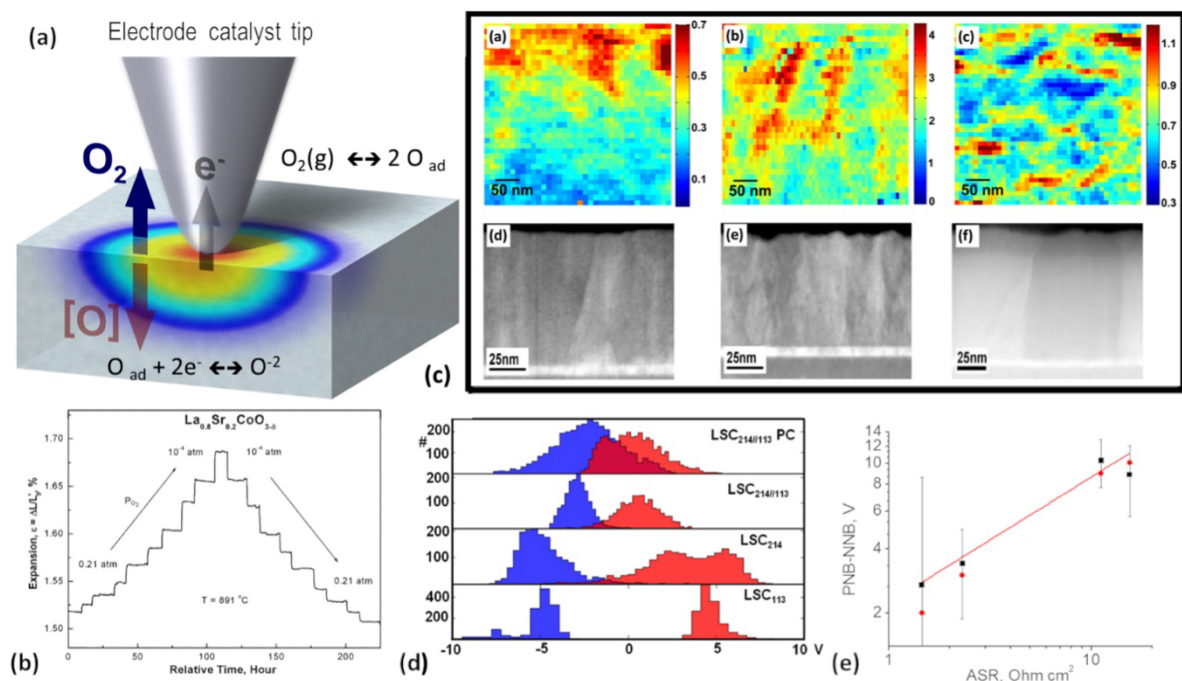 (a)
Electrode catalyst tip
O2
e-
O2(g) ↔ 2 O ad
[O]
O ad + 2e- ↔ O-2
(c)
(a)
50 nm
0.7
0.5
0.3
0.1
(b)
50 nm
4
3
2
1
0
(c)
50 nm
1.1
0.9
0.7
0.5
0.3
(d)
25nm
(e)
25nm
(f)
25nm
La0.8Sr0.2CoO3-δ
10-4 atm
10-4 atm
PO2
0.21 atm
0.21 atm
T = 891 °C
1.70
1.65
1.60
1.55
1.50
0
50
100
150
200
Relative Time, Hour
(b)
#
200
100
200
100
200
100
400
200
LSC214//113 PC
LSC214//113
LSC214
LSC113
-10
-5
0
5
10
V
(d)
PNB-NNB, V
14
12
10
8
6
4
2
1
10
ASR, Ohm cm2
(e)